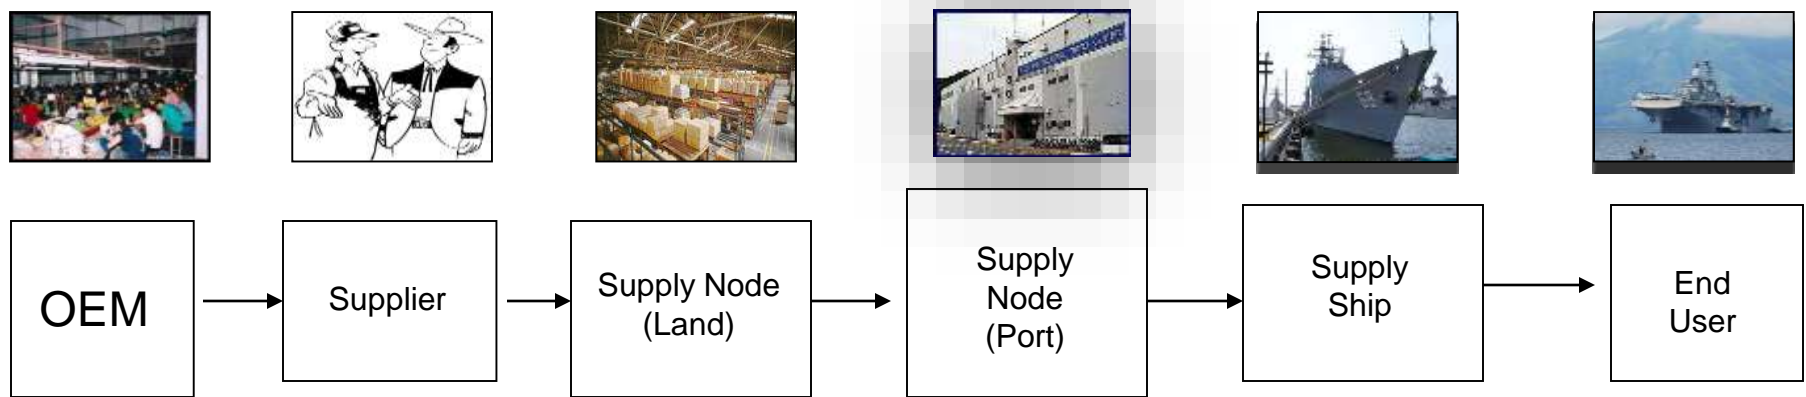 OEM
Supplier
Supply Node
(Land)
Supply
Node
(Port)
Supply
Ship
End
User